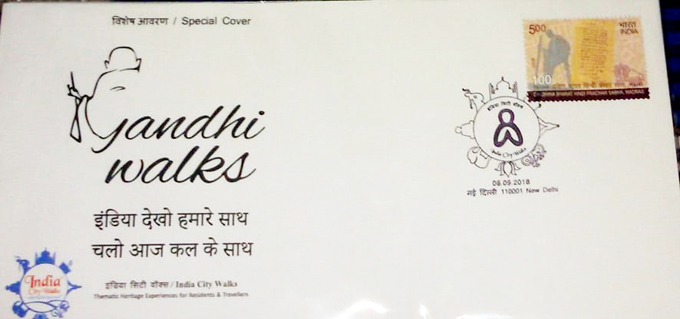 विशेष आवरण / Special Cover
Gandhi
walks
इंडिया देखो हमारे साथ
चलो आज कल के साथ
इंडिया सिटी वॉक्स / India City Walks
Thematic Heritage Experiences for Residents & Travellers
India
City Walks
500
भारत
INDIA
100
BHARAT HINDI PRACHAR SABHA, MADRAS
इंडिया सिटी वॉक्स
India City Walks
08.09.2018
नई दिल्ली 110001 New Delhi